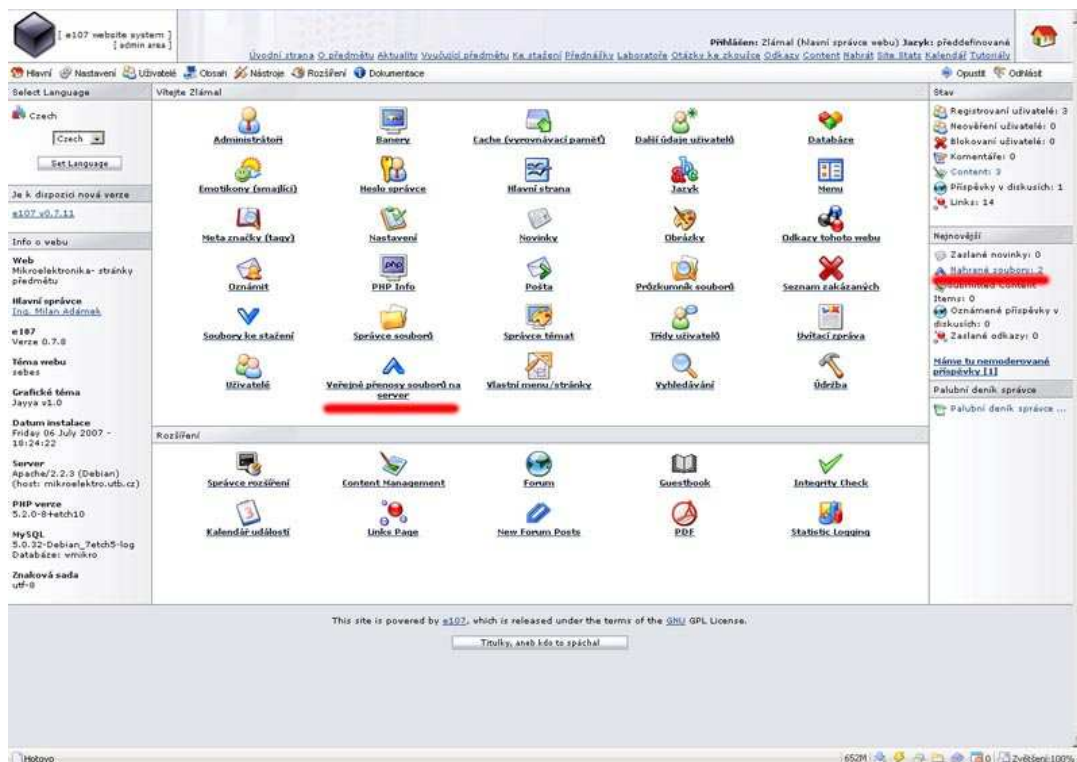 [ e107 website system ]
[ admin area ]
Přihlášen: Zlámal (hlavní správce webu) Jazyk: předdefinované
Úvodní strana O předmětu Aktuality Vyučující předmětu Ke stažení Přednášky Laboratoře Otázky ke zkoušce Odkazy Content Nahrát Site Stats Kalendář Tutoriály
Hlavní Nastavení Uživatelé Obsah Nástroje Rozšíření Dokumentace Opustit Odhlásit
Select Language
Czech
Czech
Set Language
Je k dispozici nová verze
e107 v0.7.11
Info o webu
Web
Mikroelektronika- stránky
předmětu
Hlavní správce
Ing. Milan Adámek
e107
Verze 0.7.8
Téma webu
sebes
Grafické téma
Jayya v1.0
Datum instalace
Friday 06 July 2007 -
18:24:22
Server
Apache/2.2.3 (Debian)
(host: mikroelektro.utb.cz)
PHP verze
5.2.0-8+etch10
MySQL
5.0.32-Debian_7etch5-log
Databáze: vmikro
Znaková sada
utf-8
Vítejte Zlámal
Administrátoři
Banery
Cache (vyrovnávací paměť)
Další údaje uživatelů
Databáze
Emotikony (smajlíci)
Heslo správce
Hlavní strana
Jazyk
Menu
Meta značky (tagy)
Nastavení
Novinky
Obrázky
Odkazy tohoto webu
Oznámit
PHP Info
Pošta
Průzkumník souborů
Seznam zakázaných
Soubory ke stažení
Správce souborů
Správce témat
Třídy uživatelů
Uvítací zpráva
Uživatelé
Veřejné přenosy souborů na
server
Vlastní menu/stránky
Vyhledávání
Údržba
Rozšíření
Správce rozšíření
Content Management
Forum
Guestbook
Integrity Check
Kalendář událostí
Links Page
New Forum Posts
PDF
Statistic Logging
Stav
Registrovaní uživatelé: 3
Neověření uživatelé: 0
Blokovaní uživatelé: 0
Komentáře: 0
Content: 3
Příspěvky v diskusích: 1
Links: 14
Nejnovější
Zaslané novinky: 0
Nahrané soubory: 2
Submitted Content
Items: 0
Oznámené příspěvky v
diskusích: 0
Zaslané odkazy: 0
Máme tu nemoderované
příspěvky [1]
Palubní deník správce
Palubní deník správce ...
This site is powered by e107, which is released under the terms of the GNU GPL License.
Titulky, aneb kdo to spáchal
Hotovo
652M
0
Zvětšení:100%